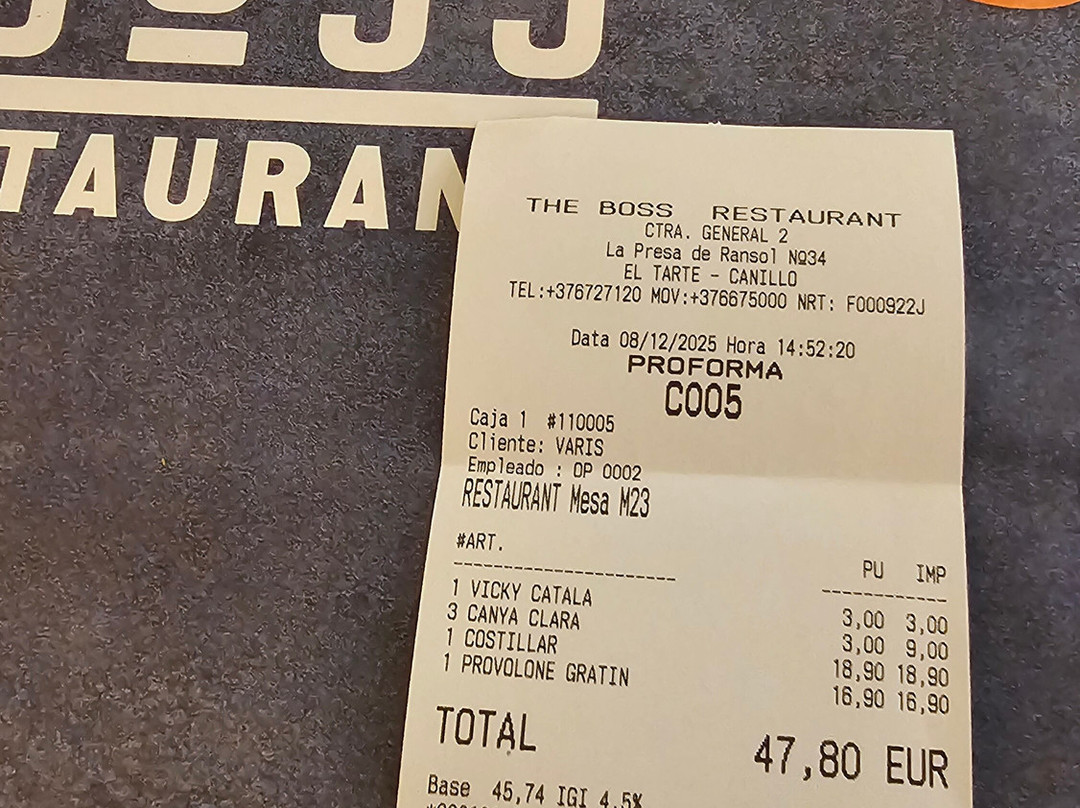 TAURAN
THE BOSS RESTAURANT
CTRA. GENERAL 2
La Presa de Ransol Nº34
EL TARTE - CANILLO
TEL:+376727120 MOV:+376675000 NRT: F000922J
Data 08/12/2025 Hora 14:52:20
PROFORMA
C005
Caja 1 #110005
Cliente: VARIS
Empleado : OP 0002
RESTAURANT Mesa M23
#ART. PU IMP
1 VICKY CATALA 3,00 3,00
3 CANYA CLARA 3,00 9,00
1 COSTILLAR 18,90 18,90
1 PROVOLONE GRATIN 16,90 16,90
TOTAL 47,80 EUR
Base 45,74 IGI 4.5%